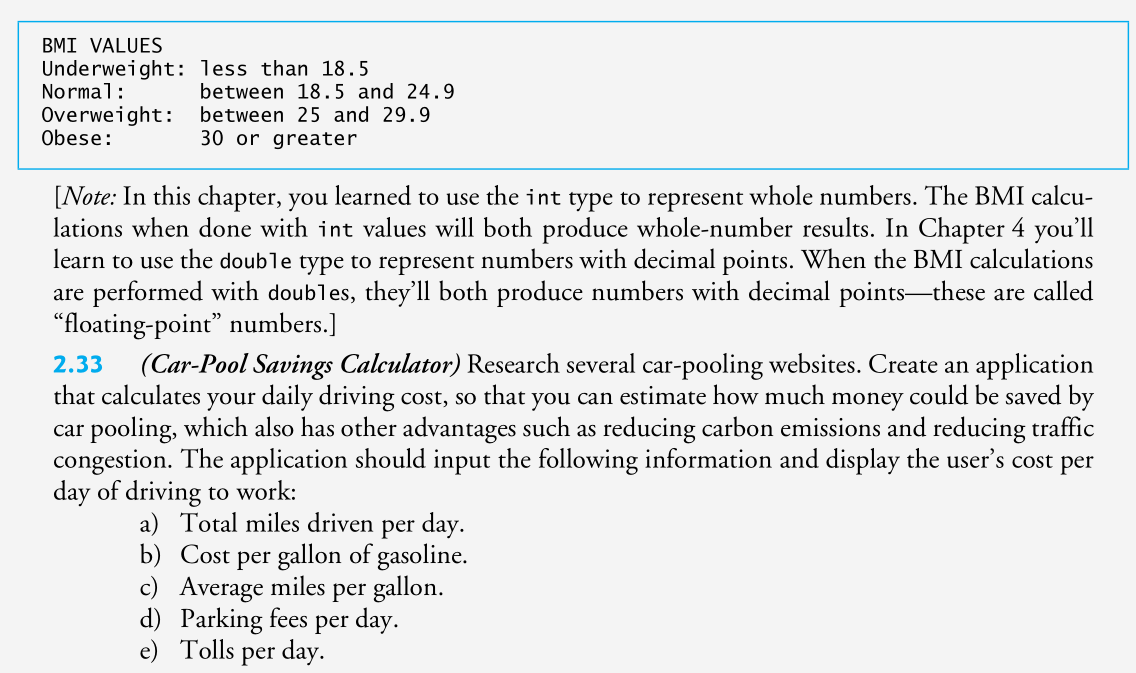 BMI VALUES
Underweight: less than 18.5
Normal: between 18.5 and 24.9
Overweight: between 25 and 29.9
Obese: 30 or greater
[Note: In this chapter, you learned to use the int type to represent whole numbers. The BMI calcu-
lations when done with int values will both produce whole-number results. In Chapter 4 you’ll
learn to use the double type to represent numbers with decimal points. When the BMI calculations
are performed with doubles, they’ll both produce numbers with decimal points—these are called
“floating-point” numbers.]
2.33 (Car-Pool Savings Calculator) Research several car-pooling websites. Create an application
that calculates your daily driving cost, so that you can estimate how much money could be saved by
car pooling, which also has other advantages such as reducing carbon emissions and reducing traffic
congestion. The application should input the following information and display the user’s cost per
day of driving to work:
a) Total miles driven per day.
b) Cost per gallon of gasoline.
c) Average miles per gallon.
d) Parking fees per day.
e) Tolls per day.